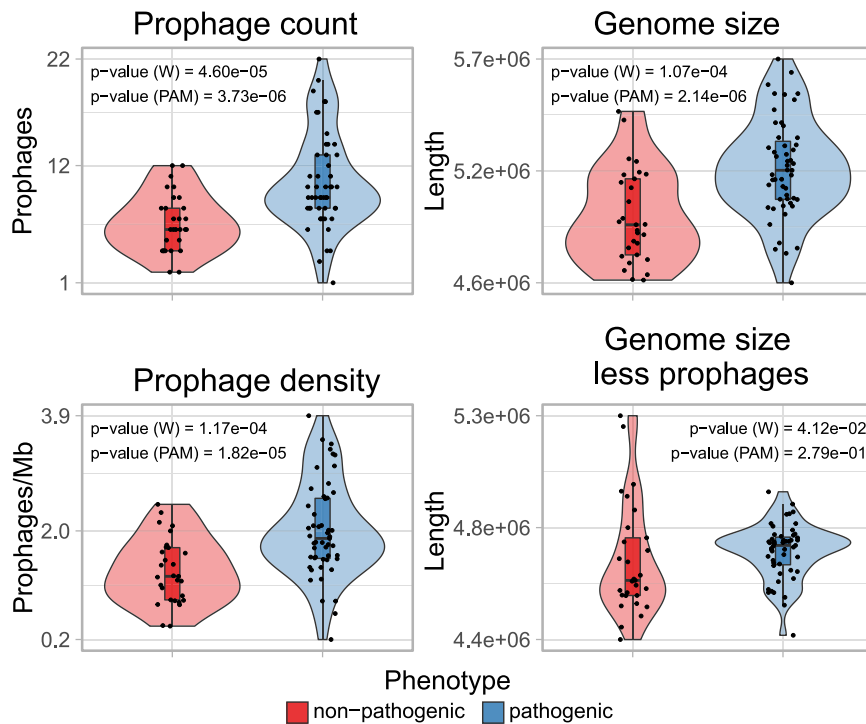 Prophage count
Prophages
22
12
1
p-value (W) = 4.60e-05
p-value (PAM) = 3.73e-06
Genome size
Length
5.7e+06
5.2e+06
4.6e+06
p-value (W) = 1.07e-04
p-value (PAM) = 2.14e-06
Prophage density
Prophages/Mb
3.9
2.0
0.2
p-value (W) = 1.17e-04
p-value (PAM) = 1.82e-05
Genome size
less prophages
Length
5.3e+06
4.8e+06
4.4e+06
p-value (W) = 4.12e-02
p-value (PAM) = 2.79e-01
Phenotype
non-pathogenic
pathogenic